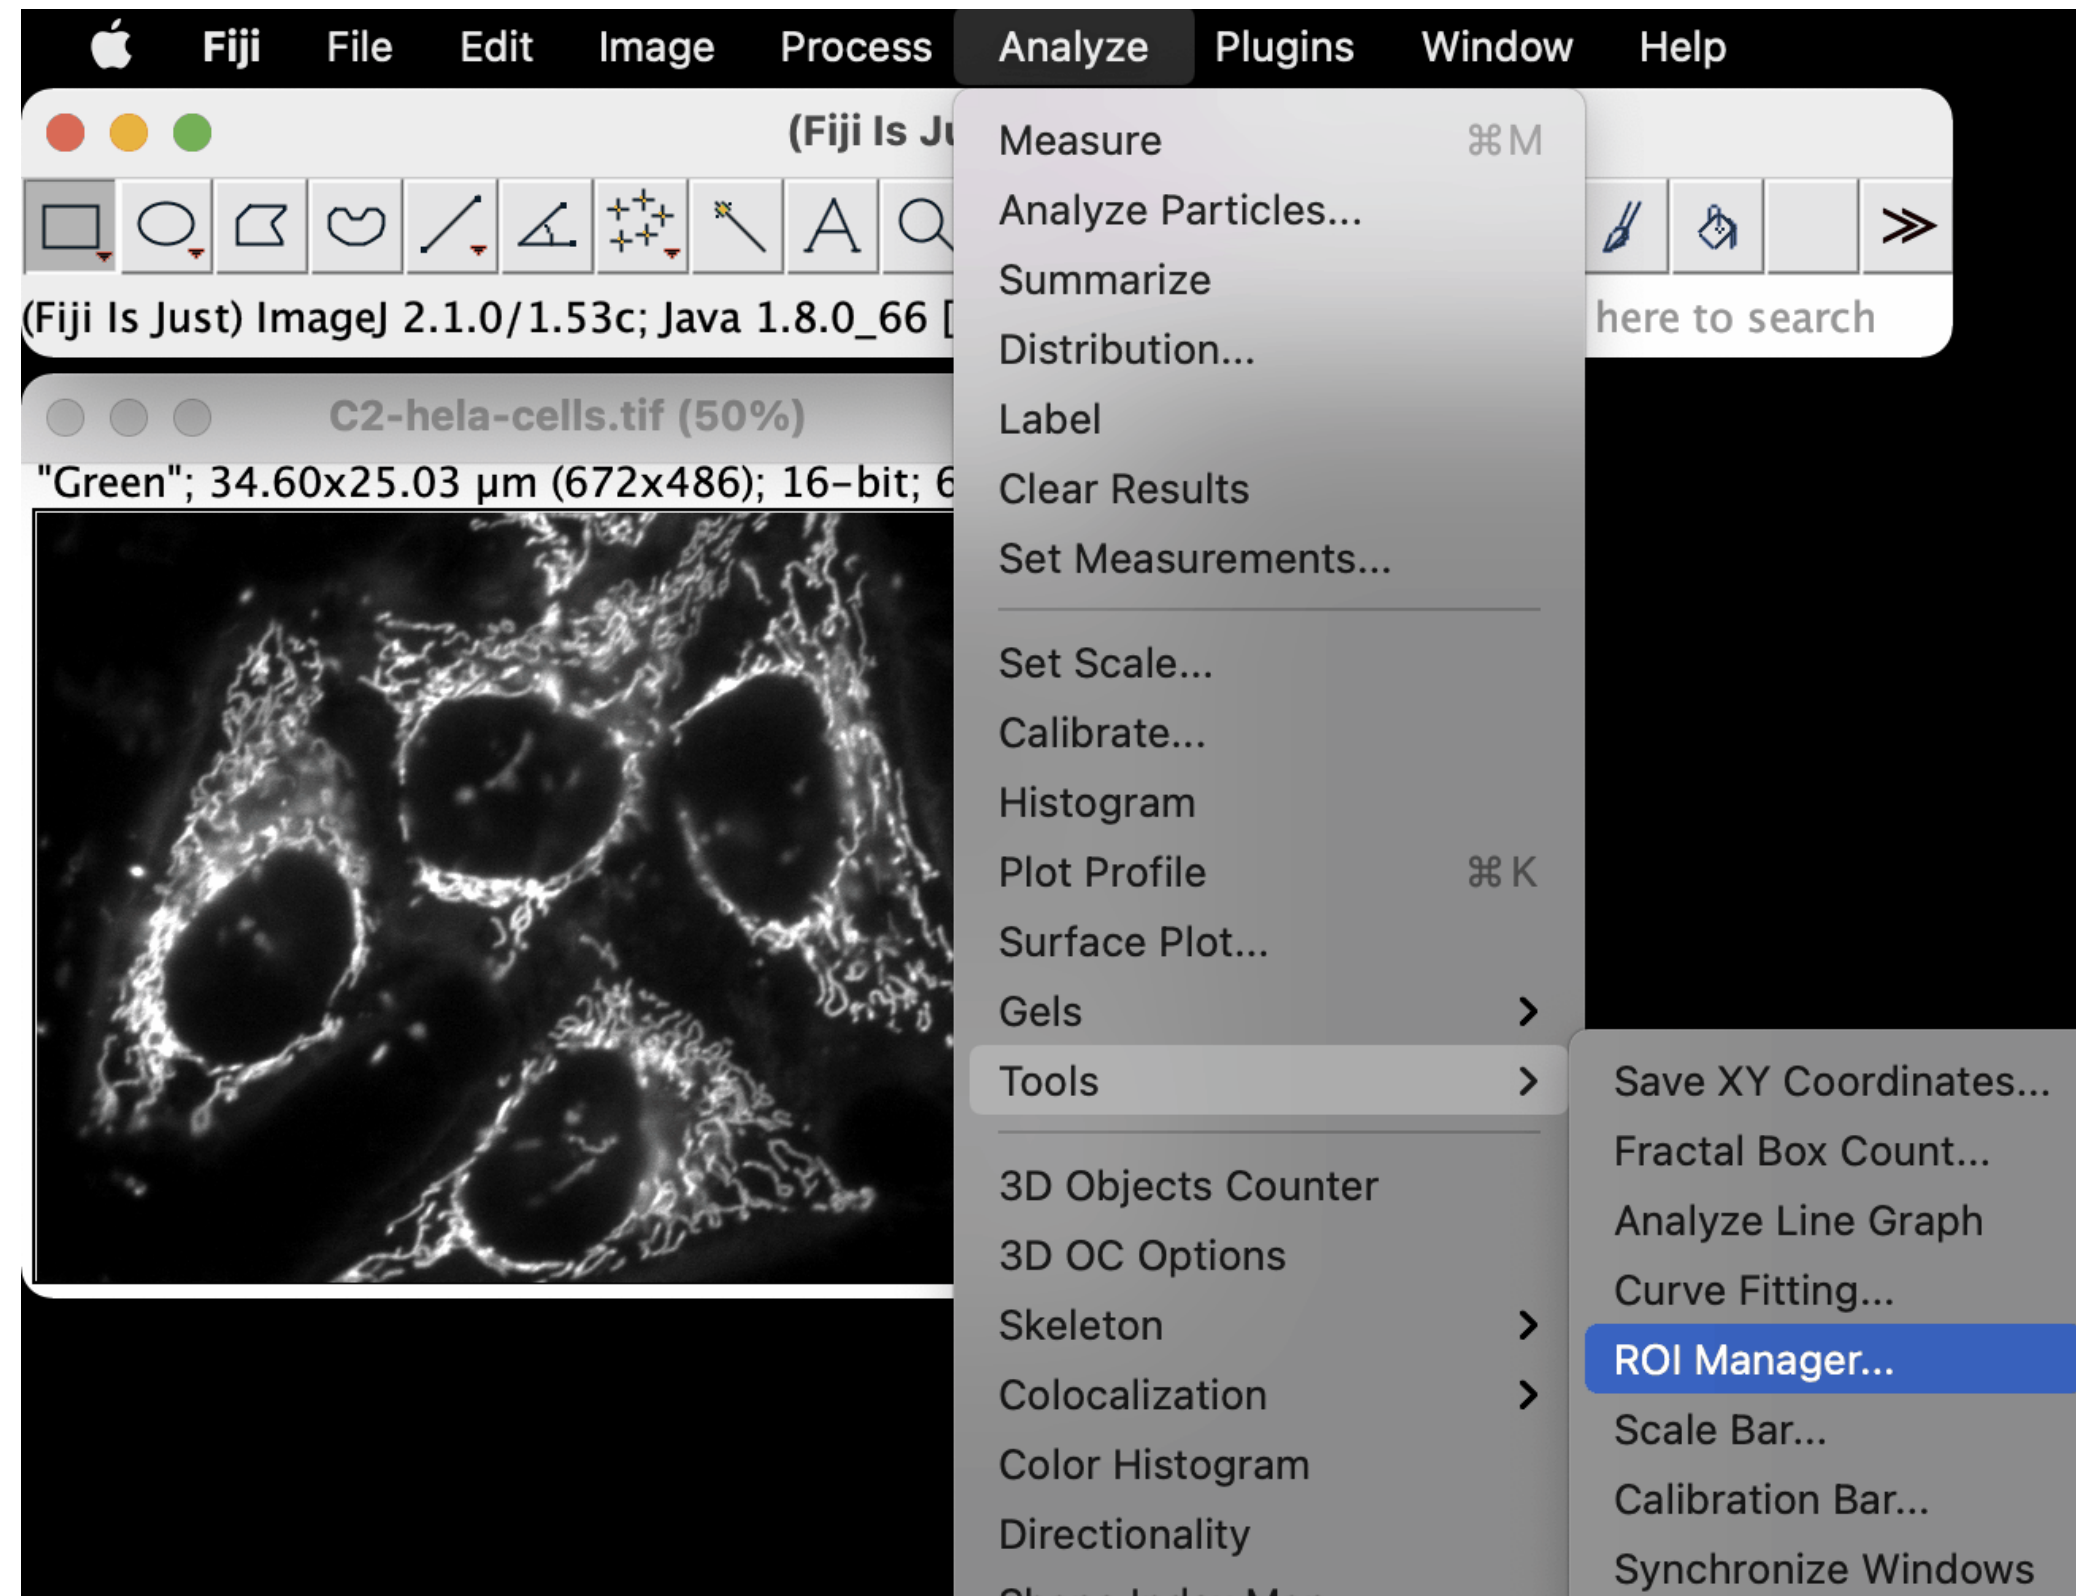 Fiji File Edit Image Process Analyze Plugins Window Help
(Fiji Is
Measure ⌘M
Analyze Particles...
Summarize
(Fiji Is Just) ImageJ 2.1.0/1.53c; Java 1.8.0_66 [
here to search
Distribution...
C2-hela-cells.tif (50%)
Label
"Green"; 34.60x25.03 µm (672x486); 16-bit; 6
Clear Results
Set Measurements...
Set Scale...
Calibrate...
Histogram
Plot Profile ⌘K
Surface Plot...
Gels
Tools
3D Objects Counter
3D OC Options
Skeleton
Colocalization
Color Histogram
Directionality
Save XY Coordinates...
Fractal Box Count...
Analyze Line Graph
Curve Fitting...
ROI Manager...
Scale Bar...
Calibration Bar...
Synchronize Windows